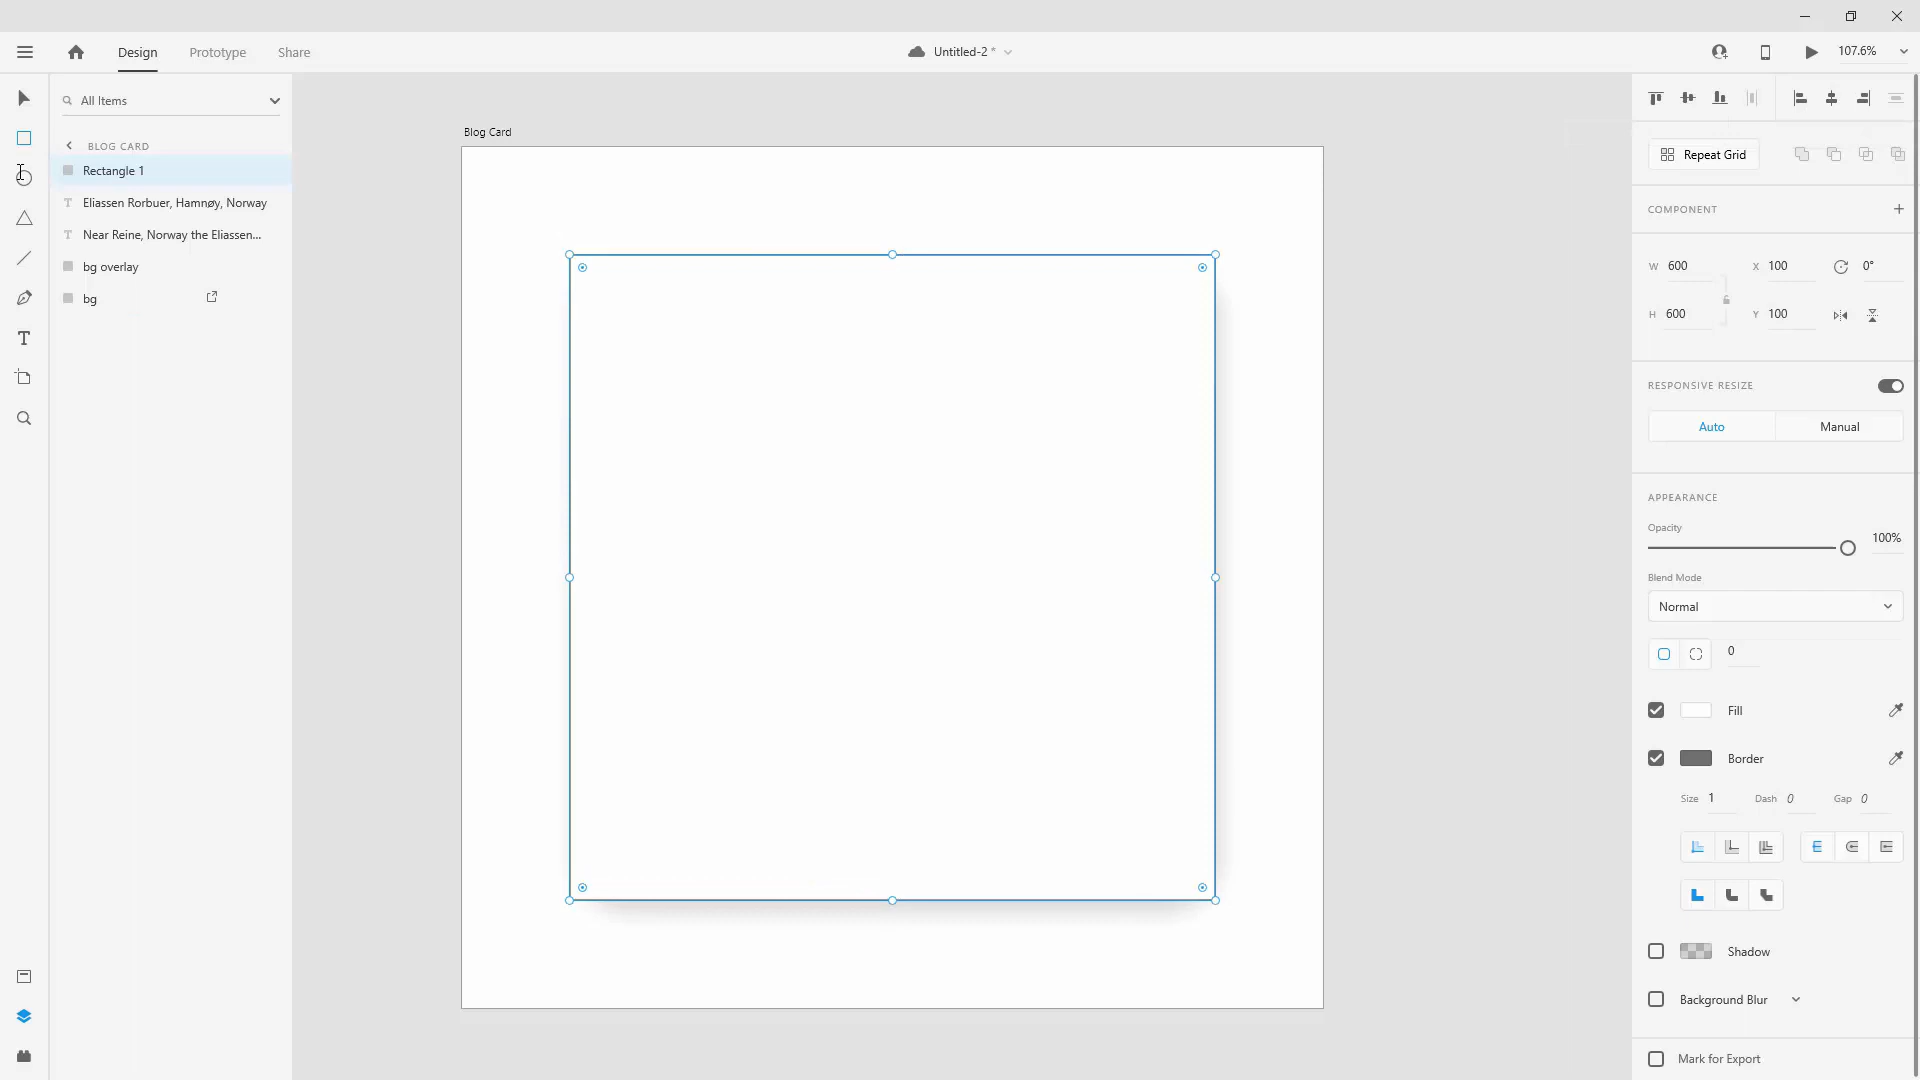 Design
Prototype
Share
Untitled-2 *
107.6%
All Items
BLOG CARD
Rectangle 1
Eliassen Rorbuer, Hamnøy, Norway
Near Reine, Norway the Eliassen...
bg overlay
bg
Blog Card
Repeat Grid
COMPONENT
W 600
X 100
0°
H 600
Y 100
RESPONSIVE RESIZE
Auto
Manual
APPEARANCE
Opacity
100%
Blend Mode
Normal
0
Fill
Border
Size 1
Dash 0
Gap 0
Shadow
Background Blur
Mark for Export